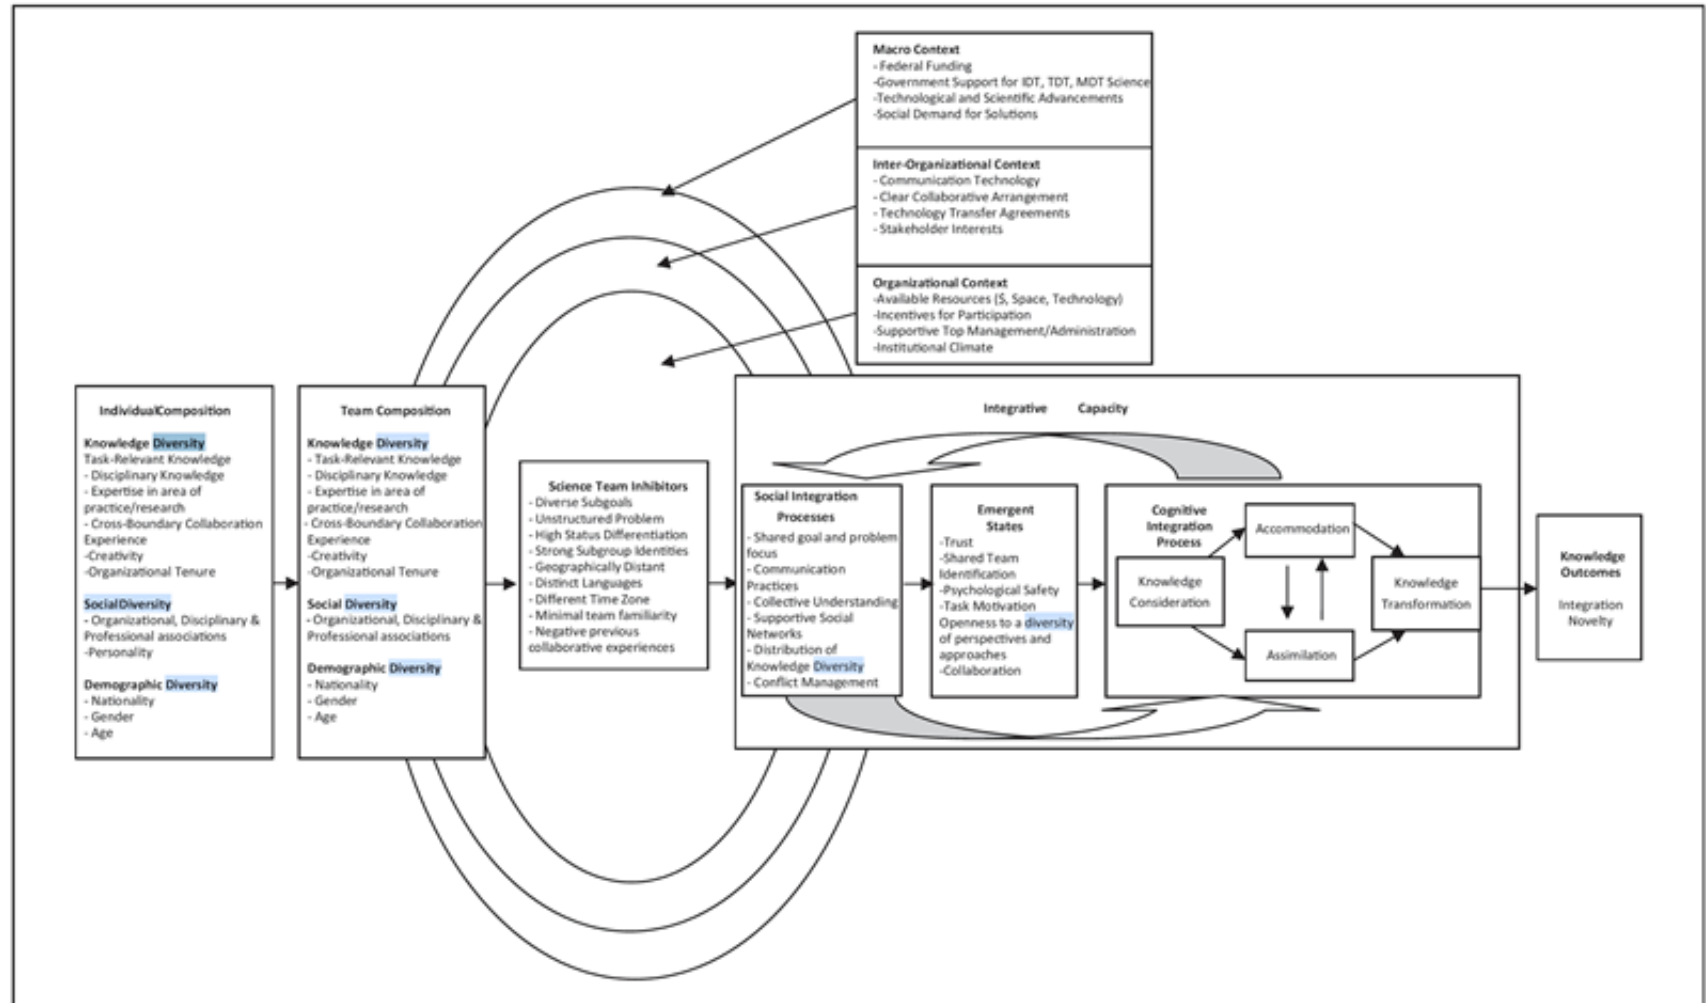 Macro Context
- Federal Funding
-Government Support for IDT, TDT, MDT Science
-Technological and Scientific Advancements
-Social Demand for Solutions
Inter-Organizational Context
- Communication Technology
- Clear Collaborative Arrangement
- Technology Transfer Agreements
- Stakeholder Interests
Organizational Context
-Available Resources ($, Space, Technology)
-Incentives for Participation
-Supportive Top Management/Administration
-Institutional Climate
IndividualComposition
Knowledge Diversity
Task-Relevant Knowledge
- Disciplinary Knowledge
- Expertise in area of
practice/research
- Cross-Boundary Collaboration
Experience
-Creativity
-Organizational Tenure
SocialDiversity
- Organizational, Disciplinary &
Professional associations
-Personality
Demographic Diversity
- Nationality
- Gender
- Age
Team Composition
Knowledge Diversity
- Task-Relevant Knowledge
- Disciplinary Knowledge
- Expertise in area of
practice/research
- Cross-Boundary Collaboration
Experience
-Creativity
-Organizational Tenure
Social Diversity
- Organizational, Disciplinary &
Professional associations
Demographic Diversity
- Nationality
- Gender
- Age
Science Team Inhibitors
- Diverse Subgoals
- Unstructured Problem
- High Status Differentiation
- Strong Subgroup Identities
- Geographically Distant
- Distinct Languages
- Different Time Zone
- Minimal team familiarity
- Negative previous
collaborative experiences
Integrative Capacity
Social Integration
Processes
- Shared goal and problem
focus
- Communication
Practices
- Collective Understanding
- Supportive Social
Networks
- Distribution of
Knowledge Diversity
- Conflict Management
Emergent
States
-Trust
-Shared Team
Identification
-Psychological Safety
-Task Motivation
Openness to a diversity
of perspectives and
approaches
-Collaboration
Cognitive
Integration
Process
Knowledge
Consideration
Accommodation
Assimilation
Knowledge
Transformation
Knowledge
Outcomes
Integration
Novelty